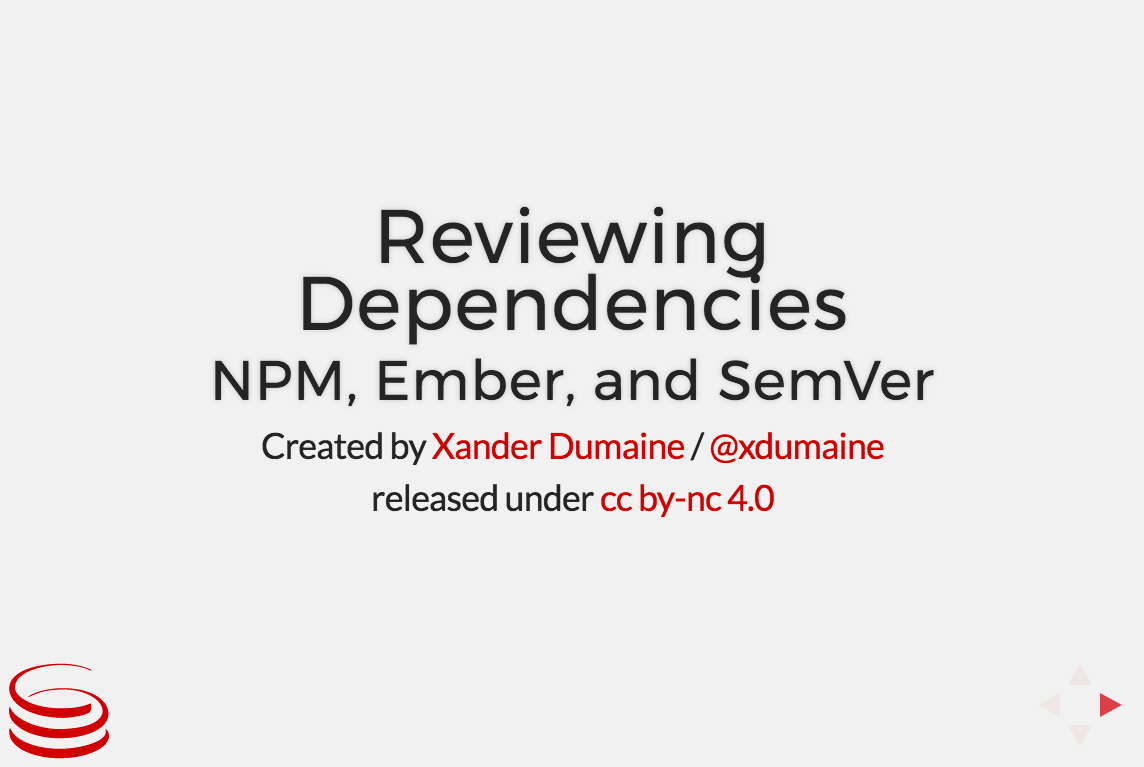 Reviewing
Dependencies
NPM, Ember, and SemVer
Created by Xander Dumaine / @xdumaine
released under cc by-nc 4.0